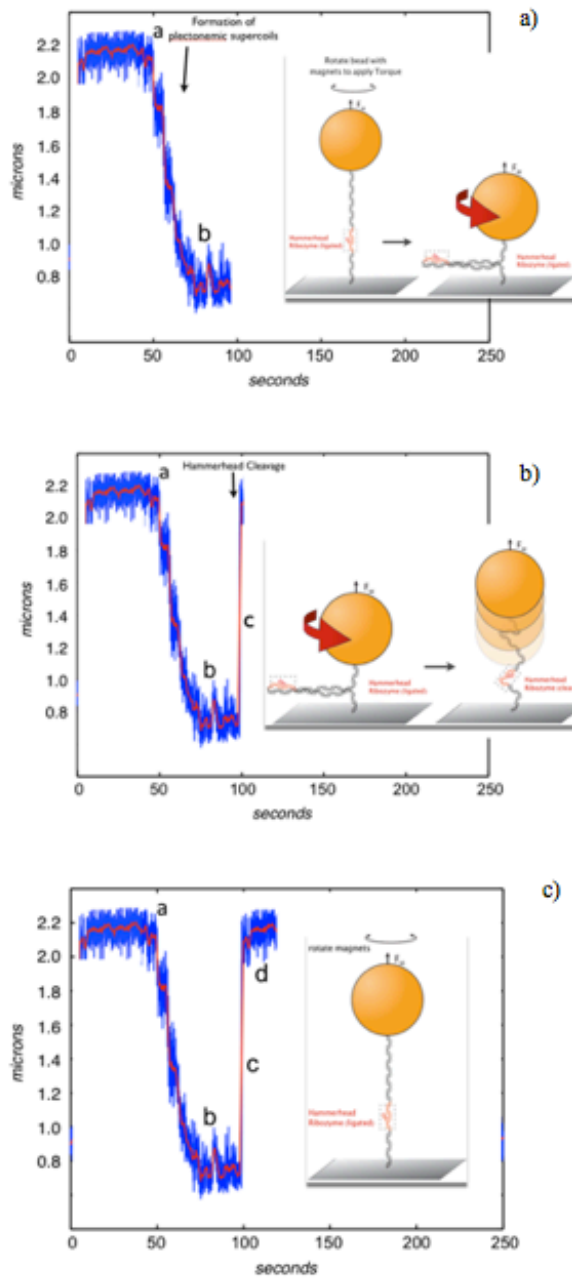 a)
Formation of
plectonemic supercoils
a
b
2.2
2.0
1.8
1.6
1.4
1.2
1.0
0.8
microns
0 50 100 150 200 250
seconds
Rotate bead with
magnets to apply Torque
Hammerhead
Ribozyme (ligated)
Hammerhead
Ribozyme (ligated)
b)
Hammerhead Cleavage
a
b
c
2.2
2.0
1.8
1.6
1.4
1.2
1.0
0.8
microns
0 50 100 150 200 250
seconds
Hammerhead
Ribozyme (ligated)
Hammerhead
c)
a
b
c
d
2.2
2.0
1.8
1.6
1.4
1.2
1.0
0.8
microns
0 50 100 150 200 250
seconds
rotate magnets
Hammerhead
Ribozyme (ligated)